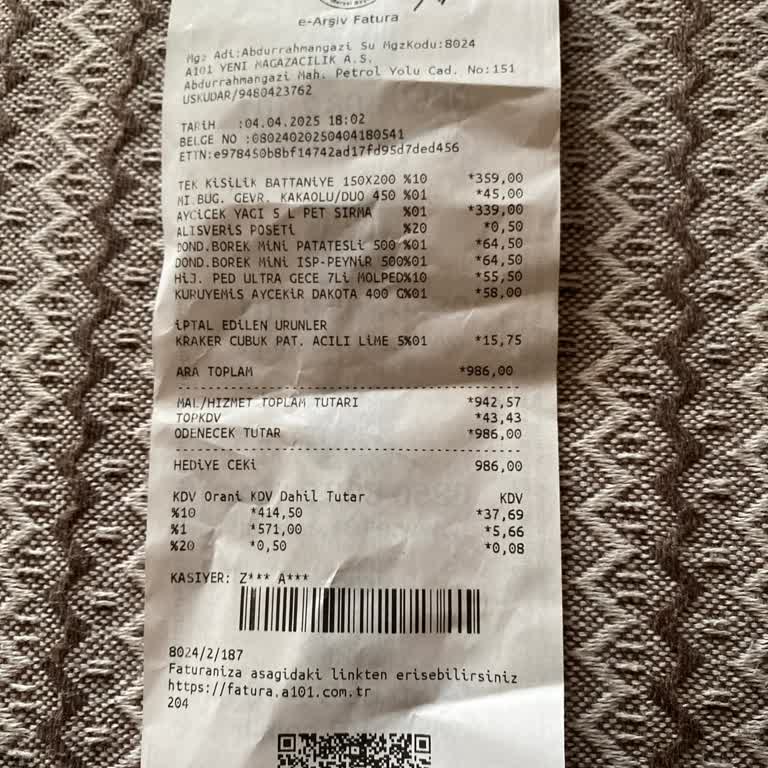 e-Arşiv Fatura
Mgz Adi:Abdurrahmangazi Su MgzKodu:8024
A101 YENI MAGAZACILIK A.S.
Abdurrahmangazi Mah. Petrol Yolu Cad. No:151
USKUDAR/9480423762
TARIH :04.04.2025 18:02
BELGE NO :08024020250404180541
ETTN:e978450b8bf14742ad17fd95d7ded456
TEK KiSiLiK BATTANiYE 150X200 %10 *359,00
MI.BUG. GEVR. KAKAOLU/DUO 450 %01 *45,00
AYCiCEK YAGI 5 L PET SIRMA %01 *339,00
ALISVERiS POSETi %20 *0,50
DOND.BOREK MiNi PATATESLi 500 %01 *64,50
DOND.BOREK MiNi ISP-PEYNiR 500%01 *64,50
HiJ. PED ULTRA GECE 7Li MOLPED%10 *55,50
KURUYEMiS AYCEKiR DAKOTA 400 G%01 *58,00
iPTAL EDILEN URUNLER
KRAKER CUBUK PAT. ACILI LiME 5%01 *15,75
ARA TOPLAM *986,00
MAL/HIZMET TOPLAM TUTARI *942,57
TOPKDV *43,43
ODENECEK TUTAR *986,00
HEDiYE CEKi 986,00
KDV Orani KDV Dahil Tutar KDV
%10 *414,50 *37,69
%1 *571,00 *5,66
%20 *0,50 *0,08
KASIYER: Z*** A***
8024/2/187
Faturaniza asagidaki linkten erisebilirsiniz
https://fatura.a101.com.tr
204